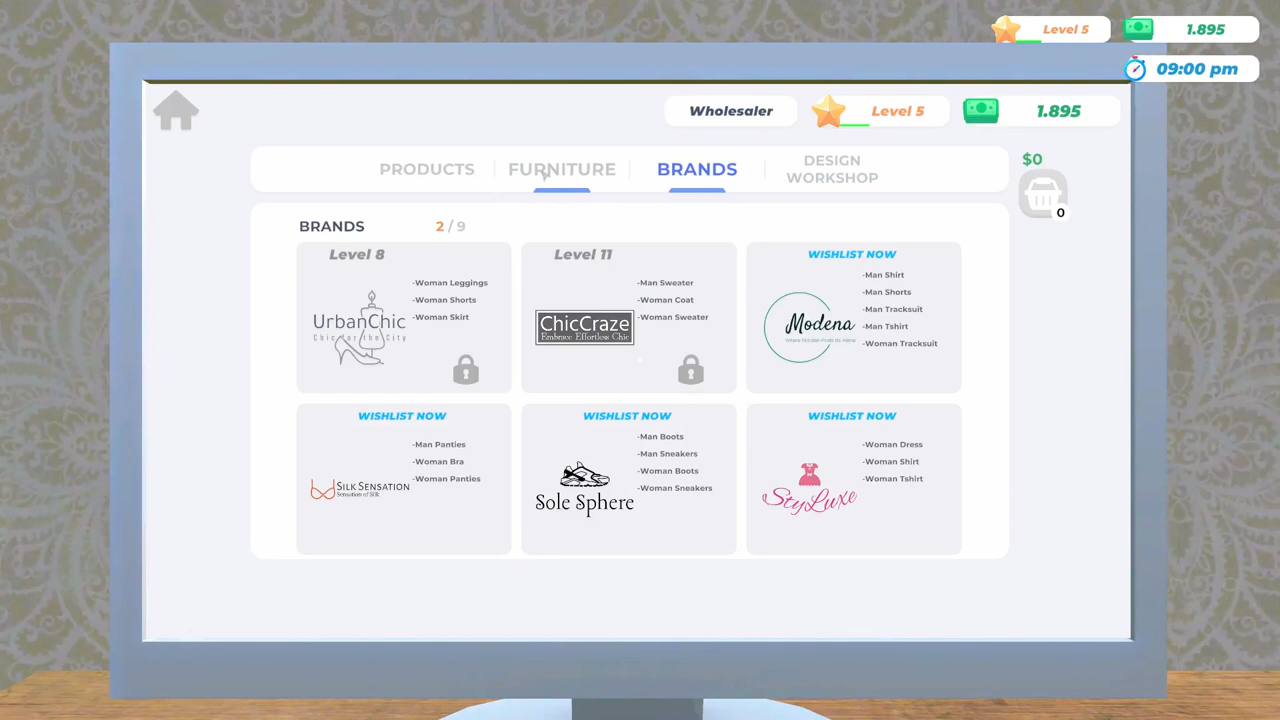 Level 5
1.895
09:00 pm
Wholesaler
Level 5
1.895
PRODUCTS
FURNITURE
BRANDS
DESIGN
WORKSHOP
$0
0
BRANDS 2 / 9
Level 8
-Woman Leggings
-Woman Shorts
-Woman Skirt
UrbanChic
Chic for the City
Level 11
-Man Sweater
-Woman Coat
-Woman Sweater
ChicCraze
Embrace Effortless Chic
WISHLIST NOW
-Man Shirt
-Man Shorts
-Man Tracksuit
-Man Tshirt
-Woman Tracksuit
Modena
WISHLIST NOW
-Man Panties
-Woman Bra
-Woman Panties
SILK SENSATION
Sensation of Silk
WISHLIST NOW
-Man Boots
-Man Sneakers
-Woman Boots
-Woman Sneakers
Sole Sphere
WISHLIST NOW
-Woman Dress
-Woman Shirt
-Woman Tshirt
StyLuxe